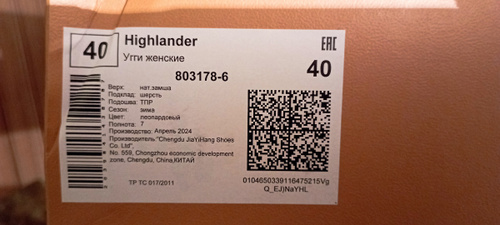 40
Highlander
EAC
Угги женские
40
803178-6
Верх: нат.замша
Подклад: шерсть
Подошва: ТПР
Сезон: зима
Цвет: леопардовый
Полнота: 7
Производство: Апрель 2024
Производитель "Chengdu JiaYiHang Shoes
Co. Ltd",
No. 559, Chongzhou economic development
zone, Chengdu, China,КИТАЙ
ТР ТС 017/2011
0104650339116475215Vg
Q_EJ)NaYHL